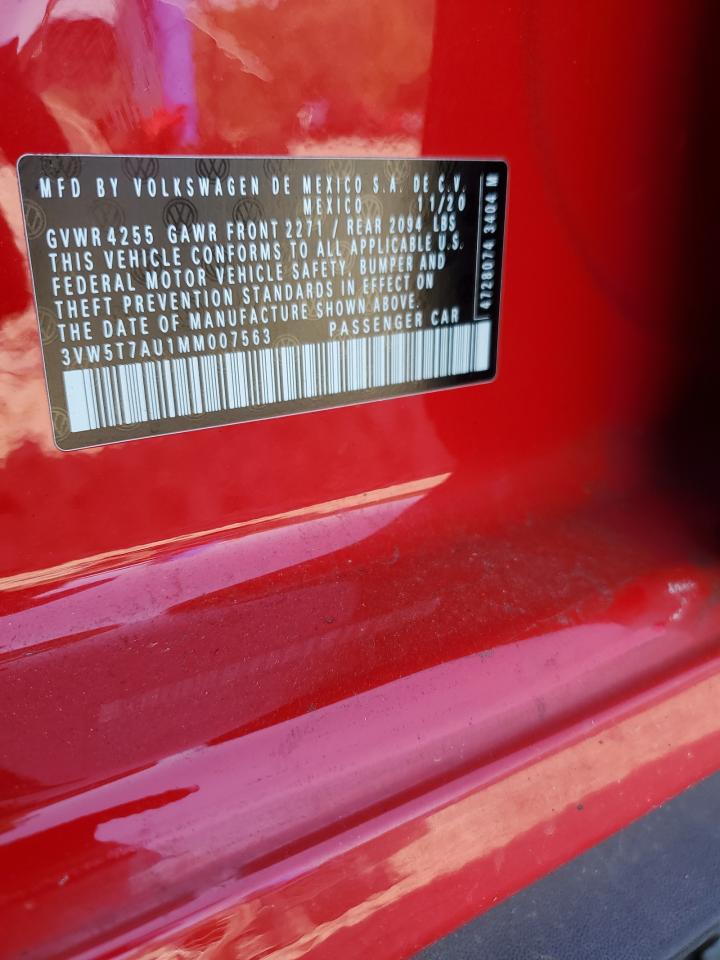 MFD BY VOLKSWAGEN DE MEXICO S.A. DE C.V.
MEXICO 11/20
GVWR 4255 GAWR FRONT 2271 / REAR 2094 LBS
THIS VEHICLE CONFORMS TO ALL APPLICABLE U.S.
FEDERAL MOTOR VEHICLE SAFETY, BUMPER AND
THEFT PREVENTION STANDARDS IN EFFECT ON
THE DATE OF MANUFACTURE SHOWN ABOVE.
3VW5T7AU1MM007563 PASSENGER CAR
4728074 3404 M